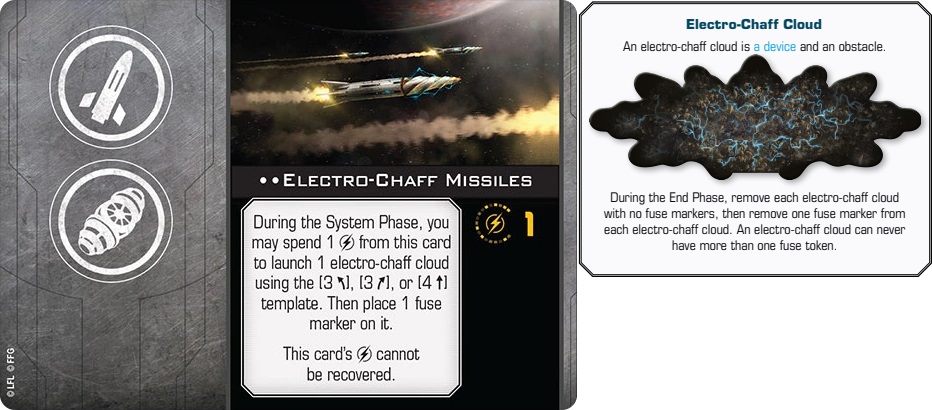 ••Electro-Chaff Missiles
During the System Phase, you
may spend 1 from this card
to launch 1 electro-chaff cloud
using the [3 ↰], [3 ↱], or [4 ↑]
template. Then place 1 fuse
marker on it.
This card's cannot
be recovered.
1
©LFL ©FFG
Electro-Chaff Cloud
An electro-chaff cloud is a device and an obstacle.
During the End Phase, remove each electro-chaff cloud
with no fuse markers, then remove one fuse marker from
each electro-chaff cloud. An electro-chaff cloud can never
have more than one fuse token.